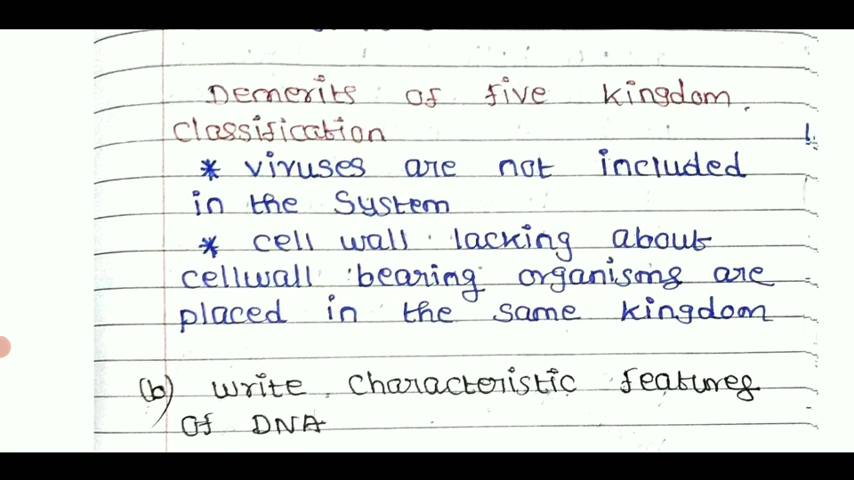 Demerits of five kingdom.
classification
* viruses are not included
in the System
* cell wall lacking about
cellwall bearing organisms are
placed in the same kingdom
(b) write characteristic features
of DNA